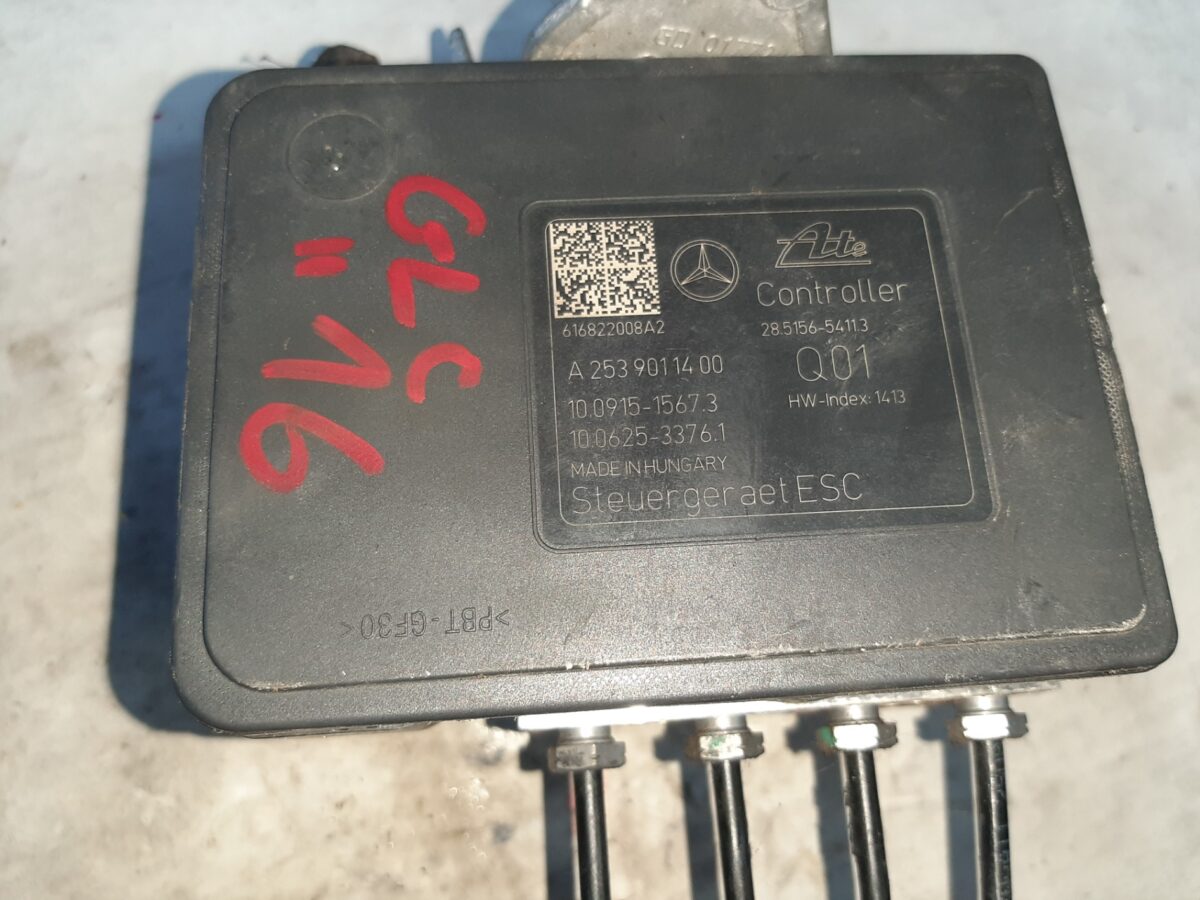 GLC
"16
Ate
Controller
616822008A2
28.5156-5411.3
A 253 901 14 00
Q01
10.0915-1567.3
HW-Index: 1413
10.0625-3376.1
MADE IN HUNGARY
Steuergeraet ESC
>PBT-GF30<